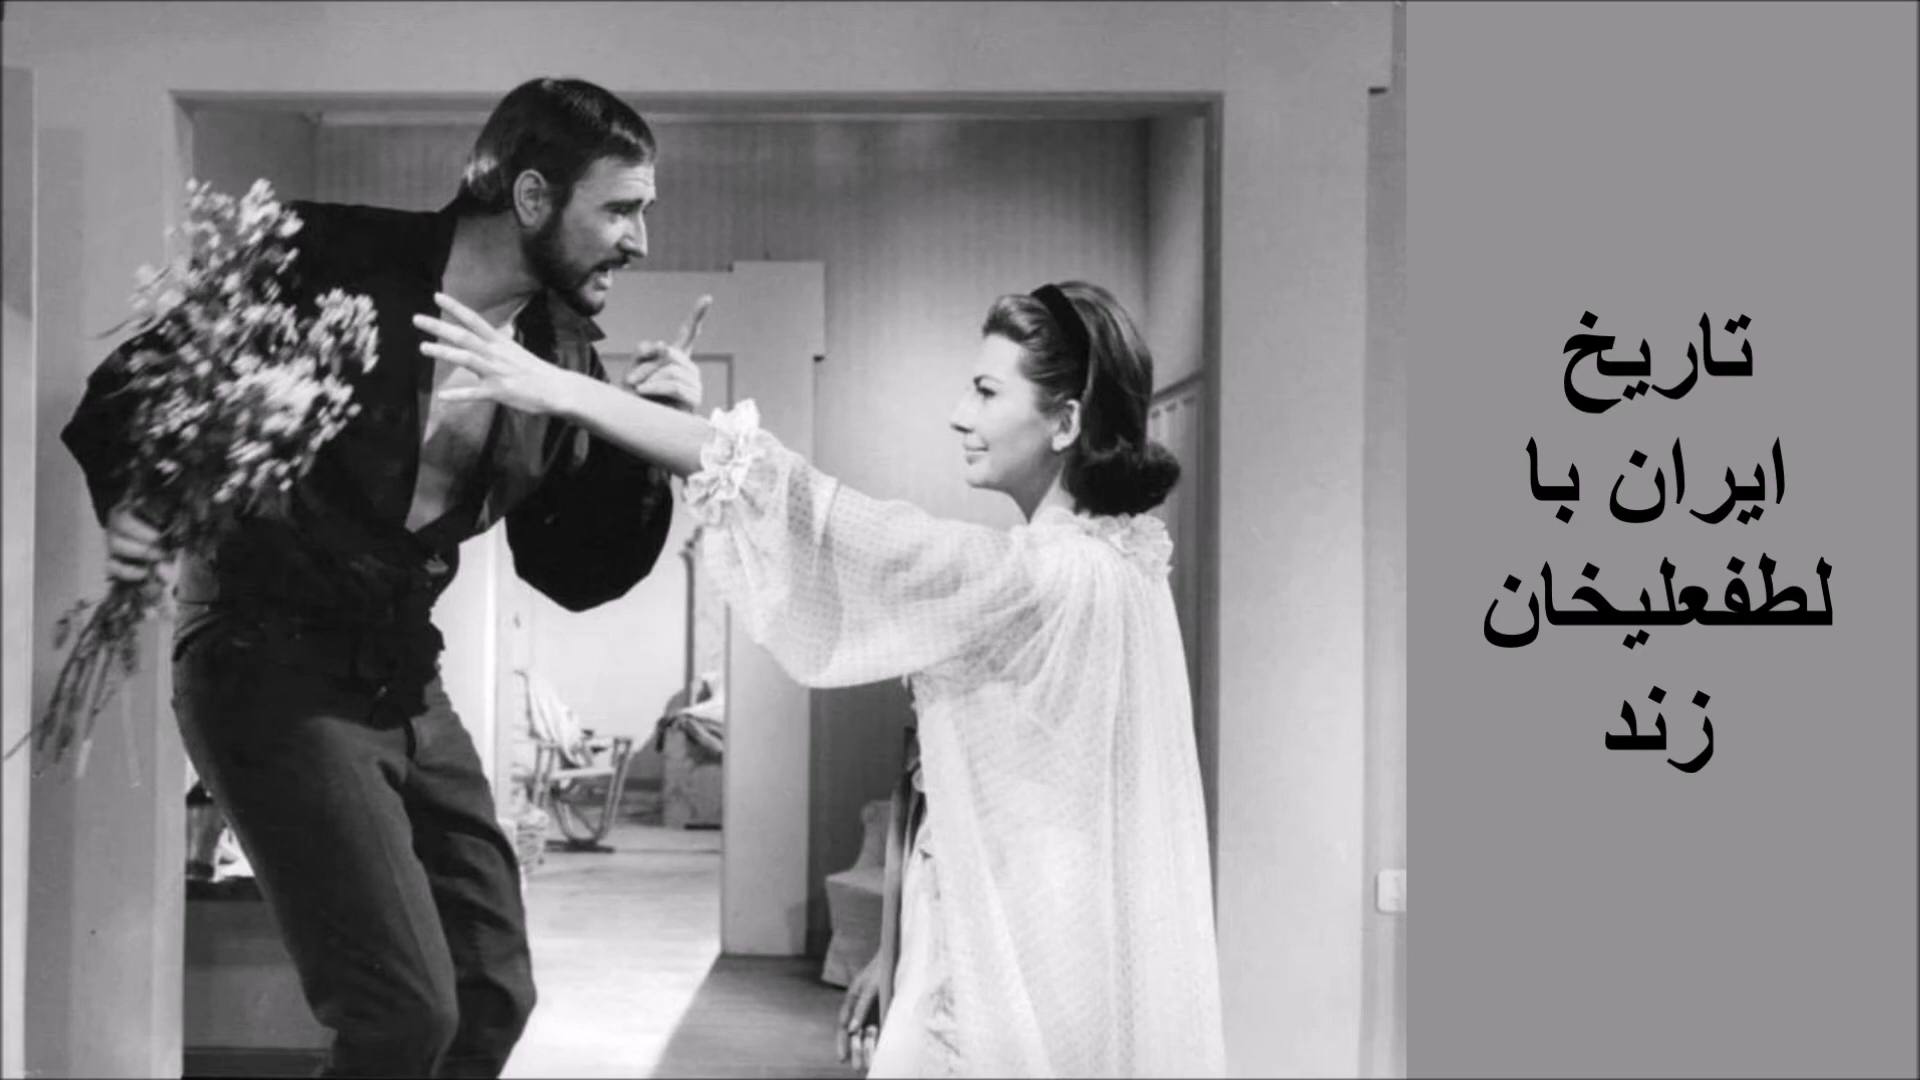 تاریخ
ایران با
لطفعلیخان
زند